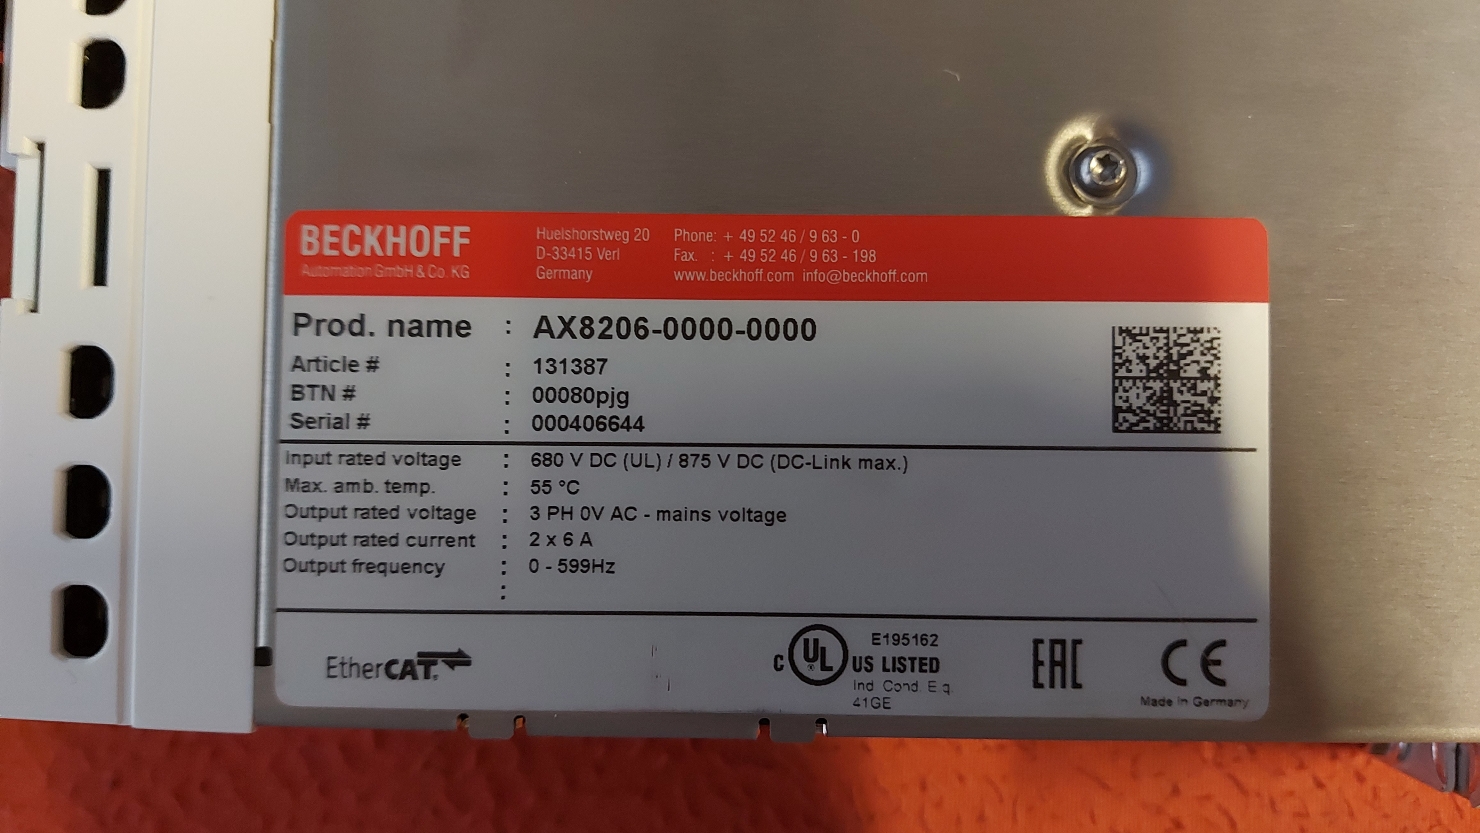 BECKHOFF
Automation GmbH & Co. KG
Huelshorstweg 20
D-33415 Verl
Germany
Phone: + 49 52 46 / 9 63 - 0
Fax. : + 49 52 46 / 9 63 - 198
www.beckhoff.com info@beckhoff.com
Prod. name : AX8206-0000-0000
Article # : 131387
BTN # : 00080pjg
Serial # : 000406644
Input rated voltage : 680 V DC (UL) / 875 V DC (DC-Link max.)
Max. amb. temp. : 55 °C
Output rated voltage : 3 PH 0V AC - mains voltage
Output rated current : 2 x 6 A
Output frequency : 0 - 599Hz
:
EtherCAT®
C UL US LISTED
E195162
Ind. Cond. E.q.
41GE
EAC
CE
Made in Germany